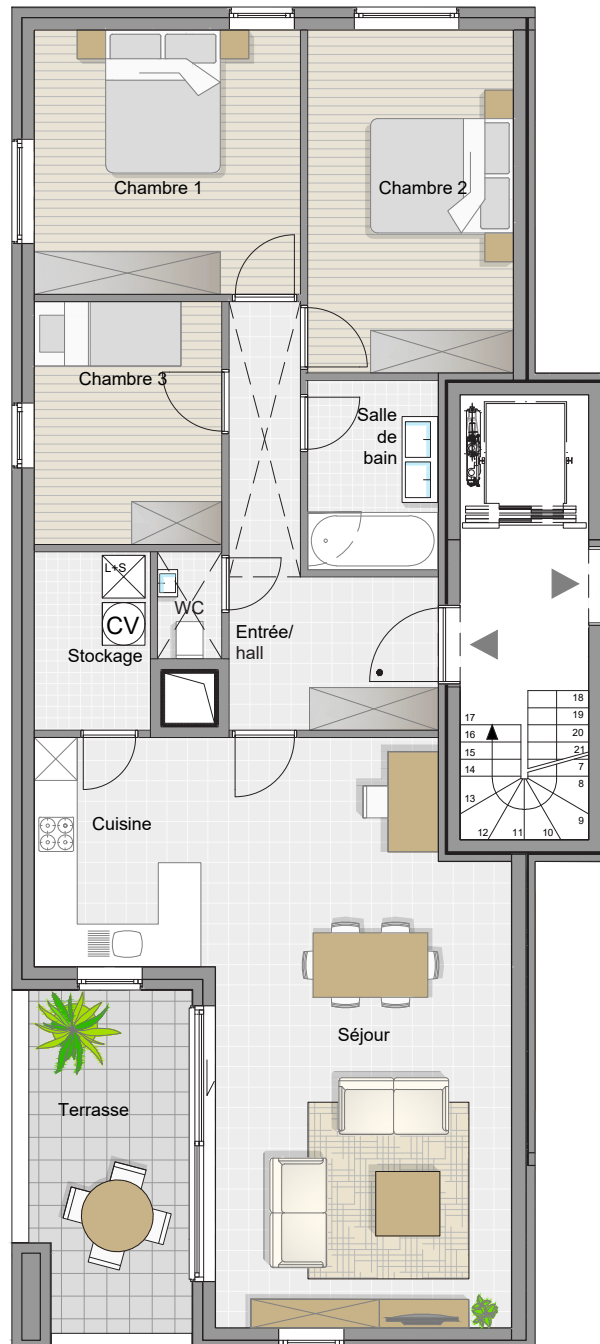 Chambre 1
Chambre 2
Chambre 3
Salle
de
bain
L+S
CV
WC
Stockage
Entrée/
hall
18
17
19
16
20
15
21
14
7
8
13
9
12
11
10
Cuisine
Séjour
Terrasse